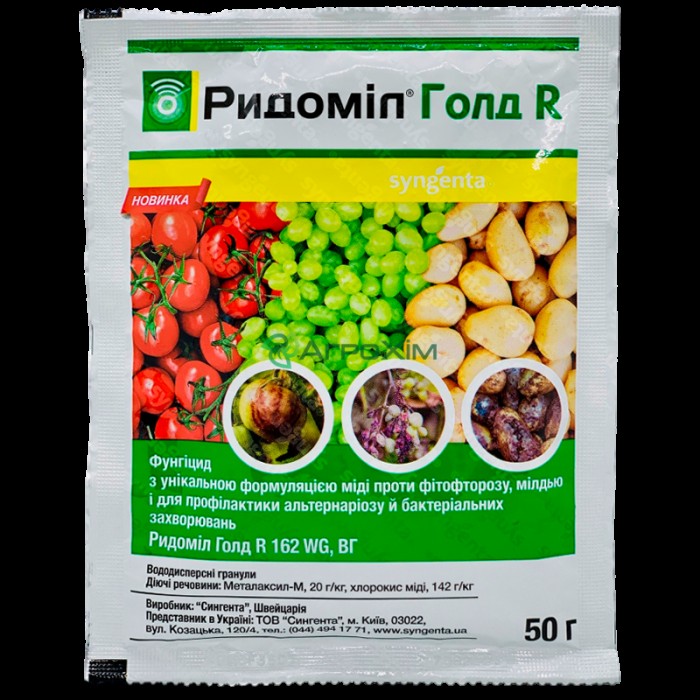 Ридоміл® Голд R
syngenta
НОВИНКА
Агрохім
Фунгіцид
з унікальною формуляцією міді проти фітофторозу, мілдью
і для профілактики альтернаріозу й бактеріальних
захворювань
Ридоміл Голд R 162 WG, ВГ
Вододисперсні гранули
Діючі речовини: Металаксил-М, 20 г/кг, хлорокис міді, 142 г/кг
Виробник: "Сингента", Швейцарія
Представник в Україні: ТОВ "Сингента", м. Київ, 03022,
вул. Козацька, 120/4, тел.: (044) 494 17 71, www.syngenta.ua
50 г